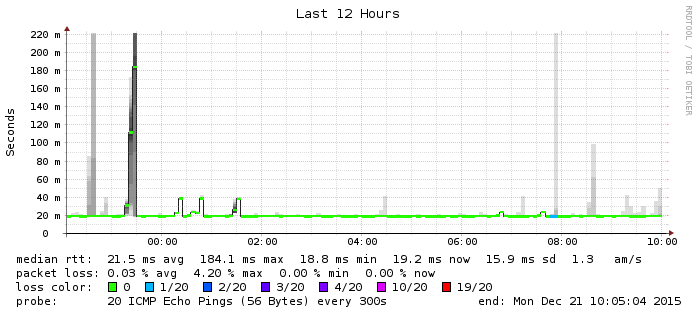 Last 12 Hours
RRDTOOL / TOBI OETIKER
Seconds
220 m
200 m
180 m
160 m
140 m
120 m
100 m
80 m
60 m
40 m
20 m
0
00:00 02:00 04:00 06:00 08:00 10:00
median rtt: 21.5 ms avg 184.1 ms max 18.8 ms min 19.2 ms now 15.9 ms sd 1.3 am/s
packet loss: 0.03 % avg 4.20 % max 0.00 % min 0.00 % now
loss color: 0 1/20 2/20 3/20 4/20 10/20 19/20
probe: 20 ICMP Echo Pings (56 Bytes) every 300s end: Mon Dec 21 10:05:04 2015